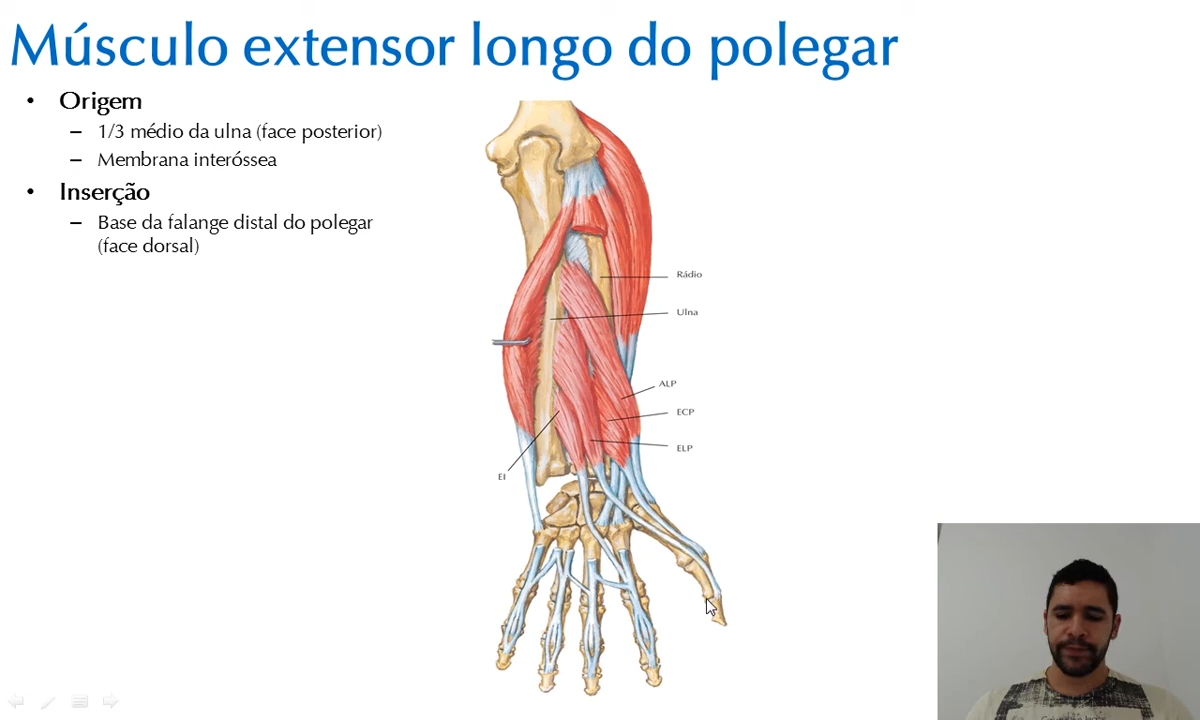 Músculo extensor longo do polegar
• Origem
– 1/3 médio da ulna (face posterior)
– Membrana interóssea
• Inserção
– Base da falange distal do polegar
(face dorsal)
Rádio
Ulna
ALP
ECP
ELP
EI